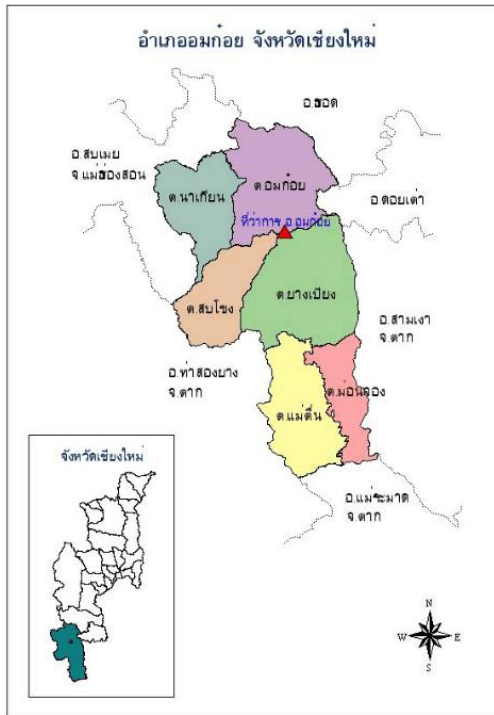 อำเภออมก๋อย จังหวัดเชียงใหม่
อ.ฮอด
อ.สบเมย
จ.แม่ฮ่องสอน
ต.นาเกียน
ต.อมก๋อย
อ.ดอยเต่า
ที่ว่าการ อ.อมก๋อย
ต.ยางเปียง
ต.สบโขง
อ.สามเงา
จ.ตาก
อ.ท่าสองยาง
จ.ตาก
ต.ม่อนจอง
ต.แม่ตื่น
จังหวัดเชียงใหม่
อ.แม่ระมาด
จ.ตาก
N
W E
S